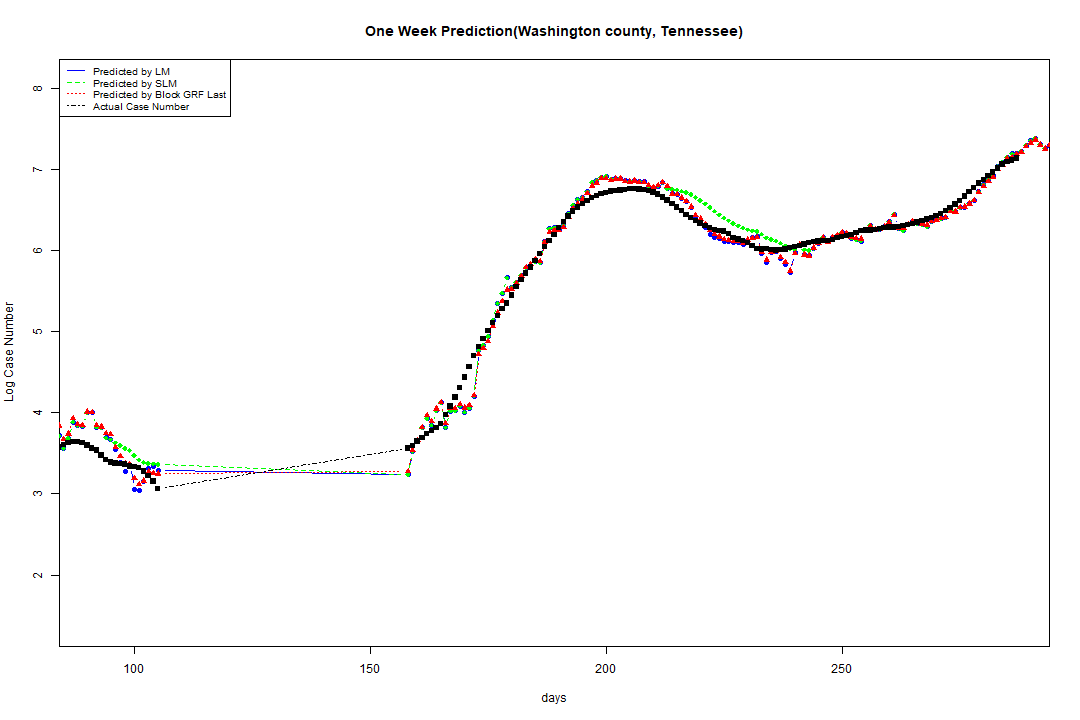 One Week Prediction(Washington county, Tennessee)
Predicted by LM
Predicted by SLM
Predicted by Block GRF Last
Actual Case Number
8
7
6
5
4
3
2
Log Case Number
100 150 200 250
days